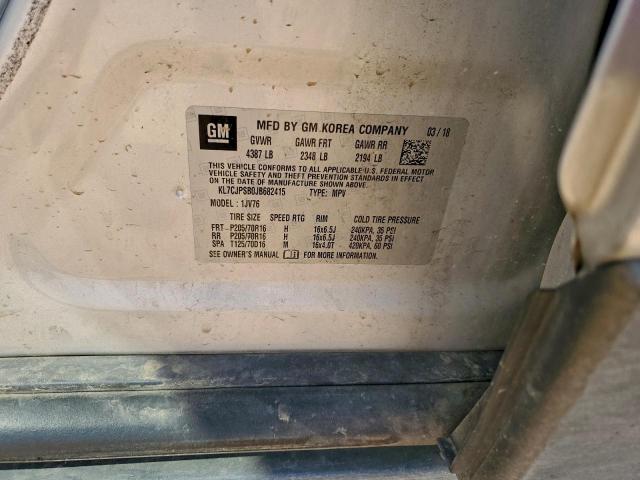 GM MFD BY GM KOREA COMPANY 03/18
GVWR GAWR FRT GAWR RR
4387 LB 2348 LB 2194 LB
THIS VEHICLE CONFORMS TO ALL APPLICABLE U.S. FEDERAL MOTOR
VEHICLE SAFETY AND THEFT PREVENTION STANDARDS IN EFFECT ON
THE DATE OF MANUFACTURE SHOWN ABOVE.
KL7CJPSB0JB682415 TYPE: MPV
MODEL: 1JV76
TIRE SIZE SPEED RTG RIM COLD TIRE PRESSURE
FRT P205/70R16 H 16x6.5J 240KPA, 35 PSI
RR P205/70R16 H 16x6.5J 240KPA, 35 PSI
SPA T125/70D16 M 16x4.0T 420KPA, 60 PSI
SEE OWNER'S MANUAL FOR MORE INFORMATION.